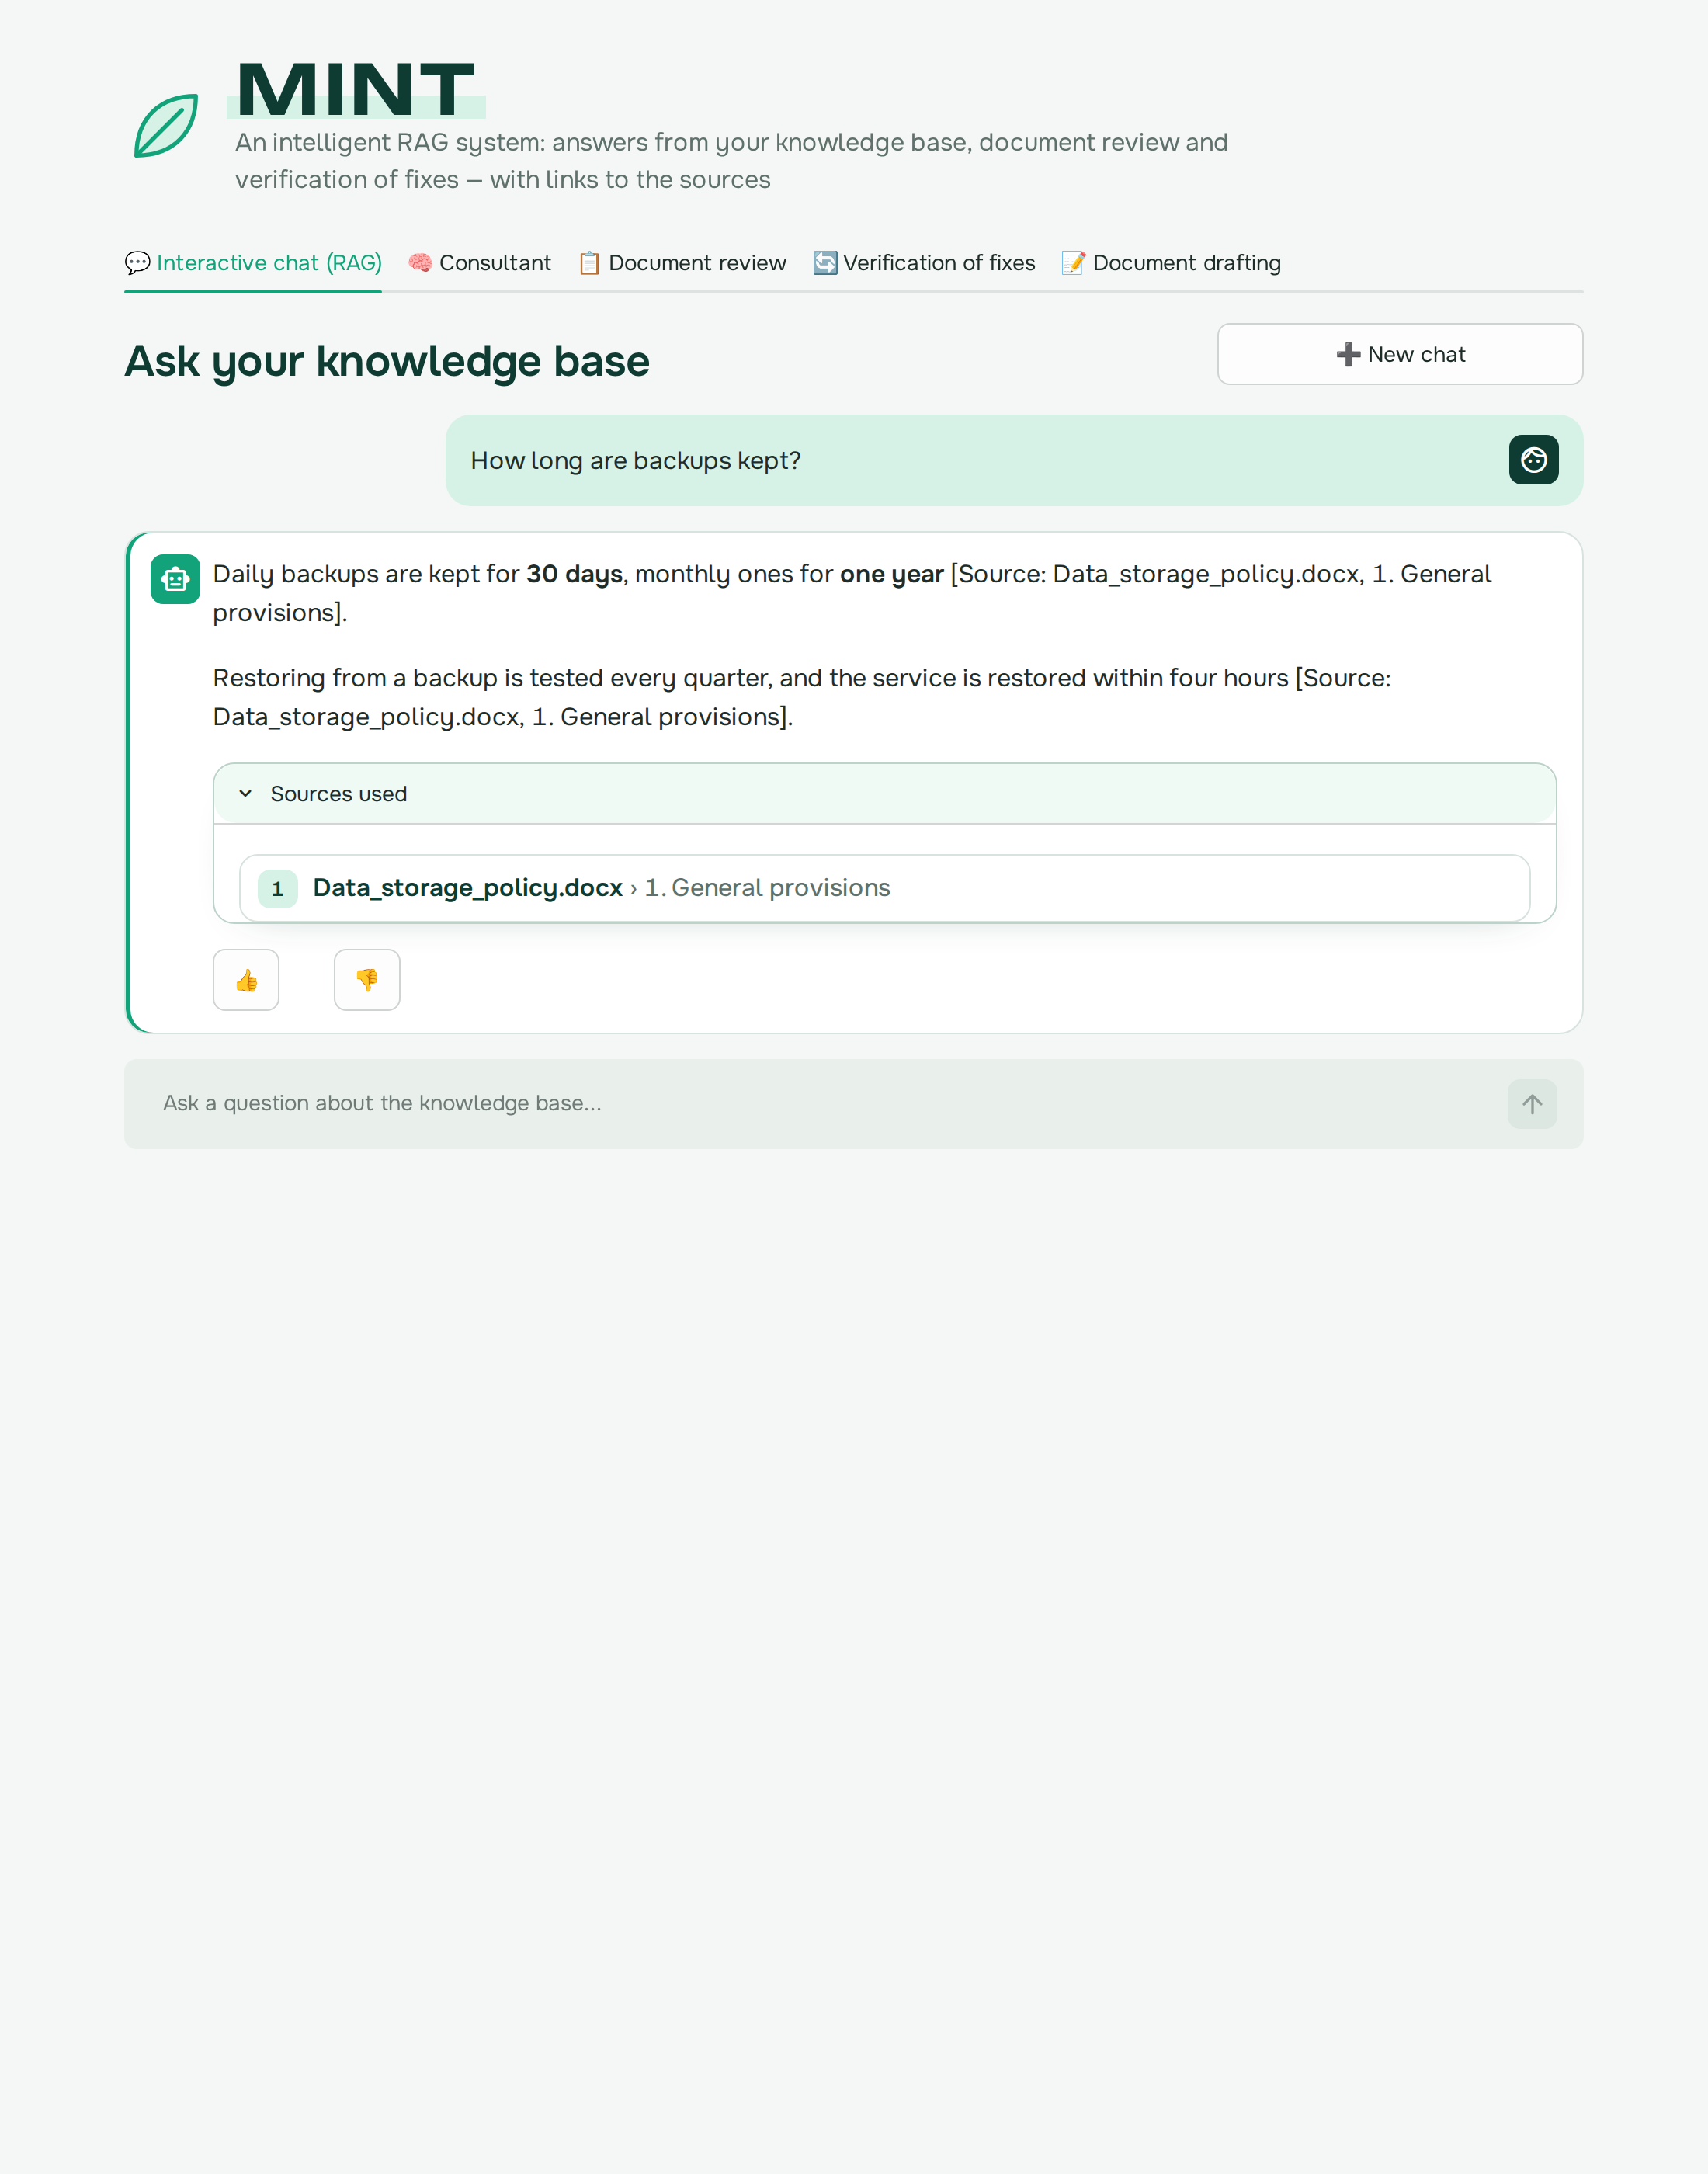 MINT
An intelligent RAG system: answers from your knowledge base, document review and
verification of fixes — with links to the sources
💬 Interactive chat (RAG) 🧠 Consultant 📋 Document review 🔄 Verification of fixes 📝 Document drafting
Ask your knowledge base
➕ New chat
How long are backups kept?
Daily backups are kept for 30 days, monthly ones for one year [Source: Data_storage_policy.docx, 1. General
provisions].
Restoring from a backup is tested every quarter, and the service is restored within four hours [Source:
Data_storage_policy.docx, 1. General provisions].
Sources used
1 Data_storage_policy.docx › 1. General provisions
👍 👎
Ask a question about the knowledge base...